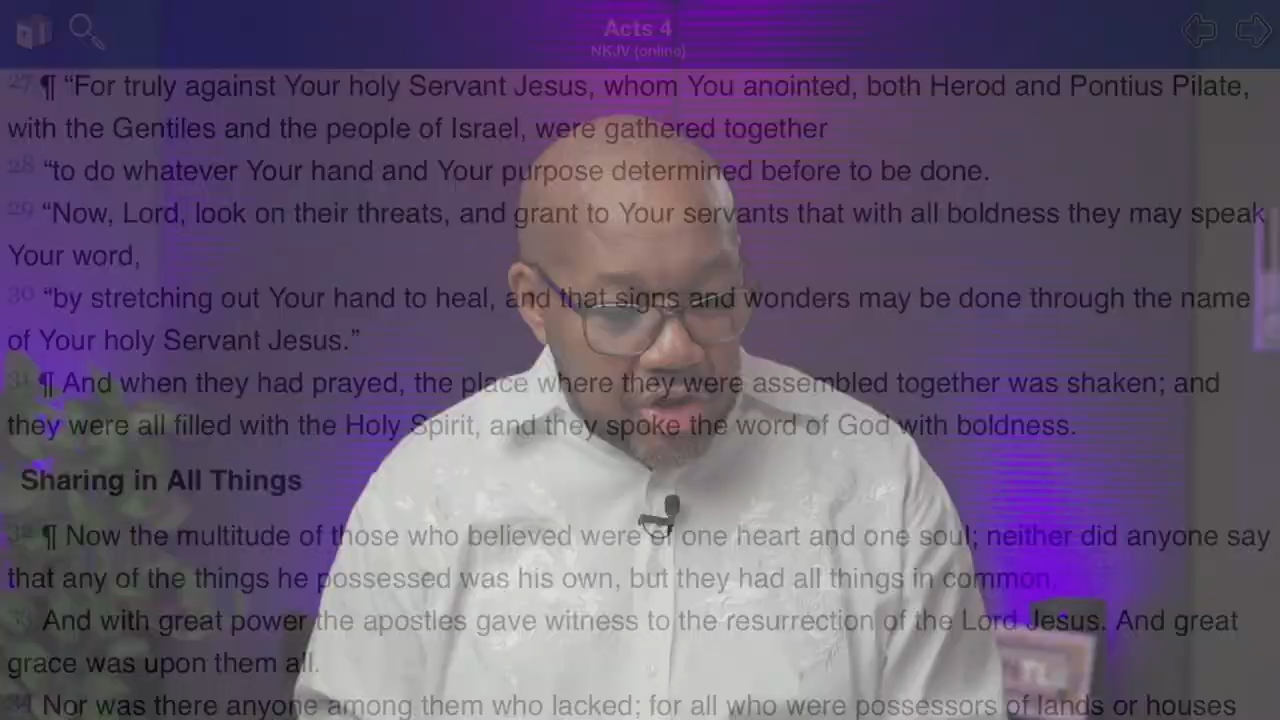 Acts 4
NKJV (online)
27 ¶ “For truly against Your holy Servant Jesus, whom You anointed, both Herod and Pontius Pilate,
with the Gentiles and the people of Israel, were gathered together
28 “to do whatever Your hand and Your purpose determined before to be done.
29 “Now, Lord, look on their threats, and grant to Your servants that with all boldness they may speak
Your word,
30 “by stretching out Your hand to heal, and that signs and wonders may be done through the name
of Your holy Servant Jesus.”
31 ¶ And when they had prayed, the place where they were assembled together was shaken; and
they were all filled with the Holy Spirit, and they spoke the word of God with boldness.
Sharing in All Things
32 ¶ Now the multitude of those who believed were of one heart and one soul; neither did anyone say
that any of the things he possessed was his own, but they had all things in common.
33 And with great power the apostles gave witness to the resurrection of the Lord Jesus. And great
grace was upon them all.
34 Nor was there anyone among them who lacked; for all who were possessors of lands or houses